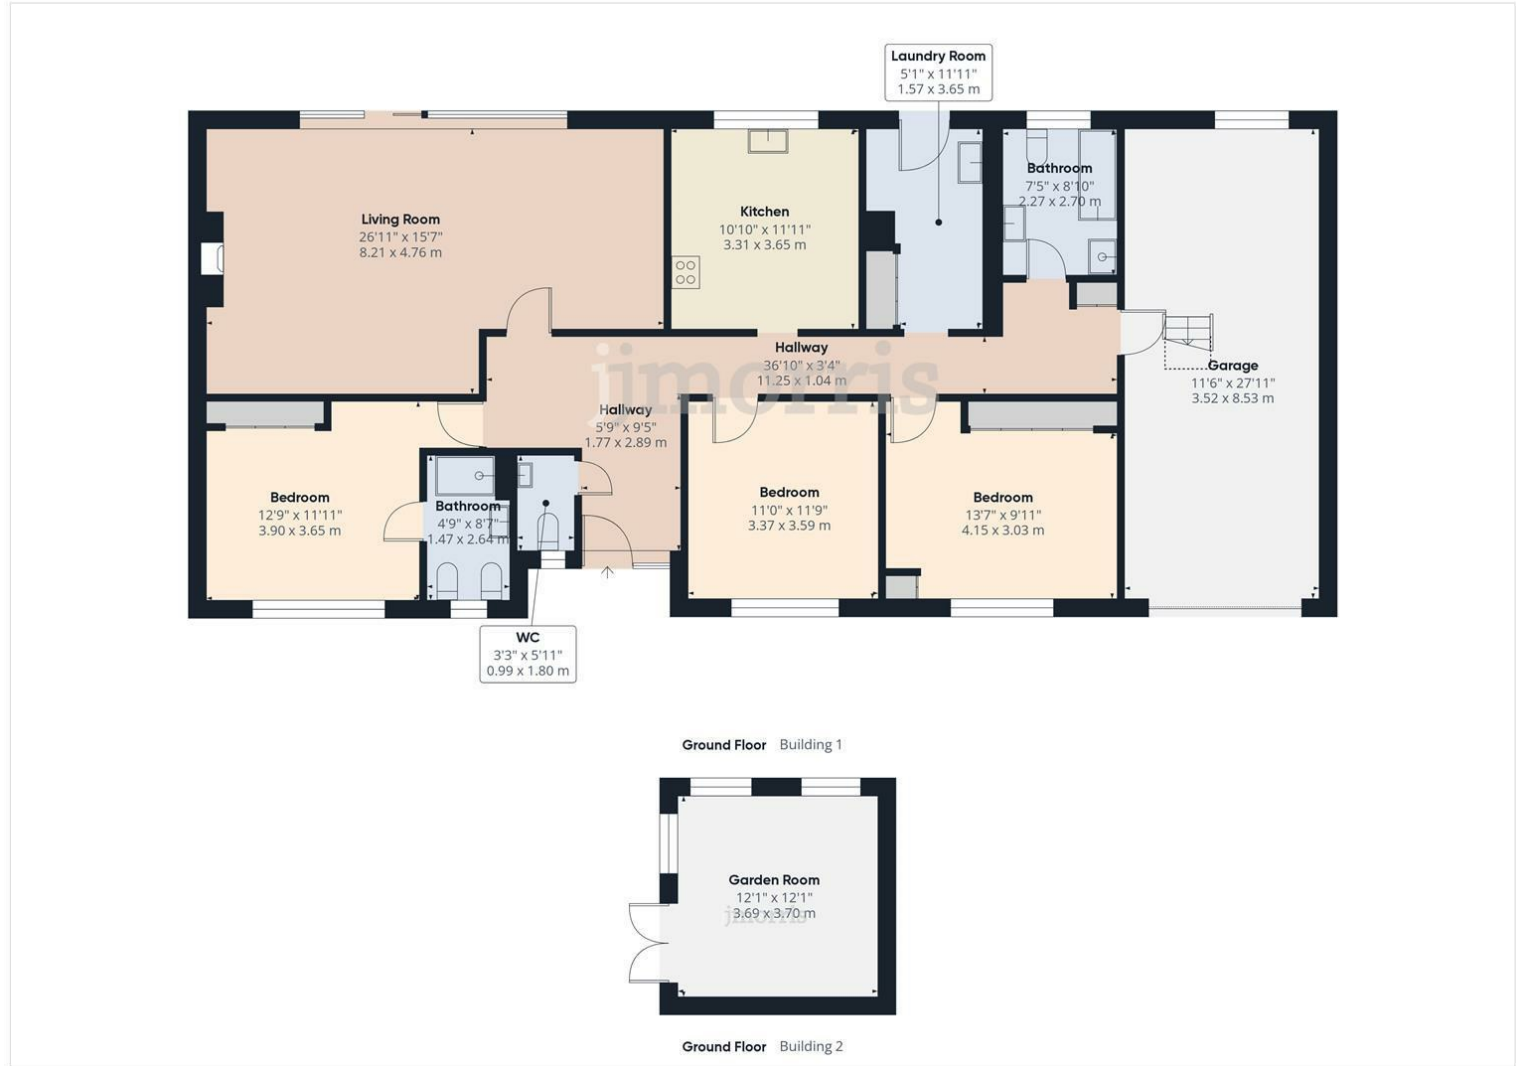 Laundry Room
5'1" x 11'11"
1.57 x 3.65 m
Living Room
26'11" x 15'7"
8.21 x 4.76 m
Kitchen
10'10" x 11'11"
3.31 x 3.65 m
Bathroom
7'5" x 8'10"
2.27 x 2.70 m
Hallway
36'10" x 3'4"
11.25 x 1.04 m
jjmorris
Garage
11'6" x 27'11"
3.52 x 8.53 m
Hallway
5'9" x 9'5"
1.77 x 2.89 m
Bedroom
12'9" x 11'11"
3.90 x 3.65 m
Bathroom
4'9" x 8'7"
1.47 x 2.64 m
Bedroom
11'0" x 11'9"
3.37 x 3.59 m
Bedroom
13'7" x 9'11"
4.15 x 3.03 m
WC
3'3" x 5'11"
0.99 x 1.80 m
Ground Floor Building 1
Garden Room
12'1" x 12'1"
3.69 x 3.70 m
jjmorris
Ground Floor Building 2